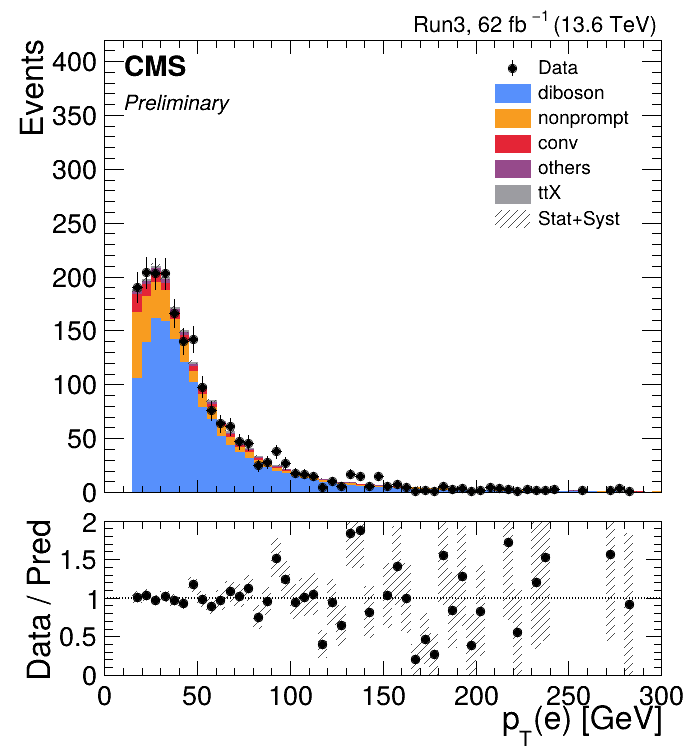 Run3, 62 fb⁻¹ (13.6 TeV)
CMS
Preliminary
Events
400
350
300
250
200
150
100
50
0
Data
diboson
nonprompt
conv
others
ttX
Stat+Syst
Data / Pred
2
1.5
1
0.5
0
0
50
100
150
200
250
300
p_T(e) [GeV]